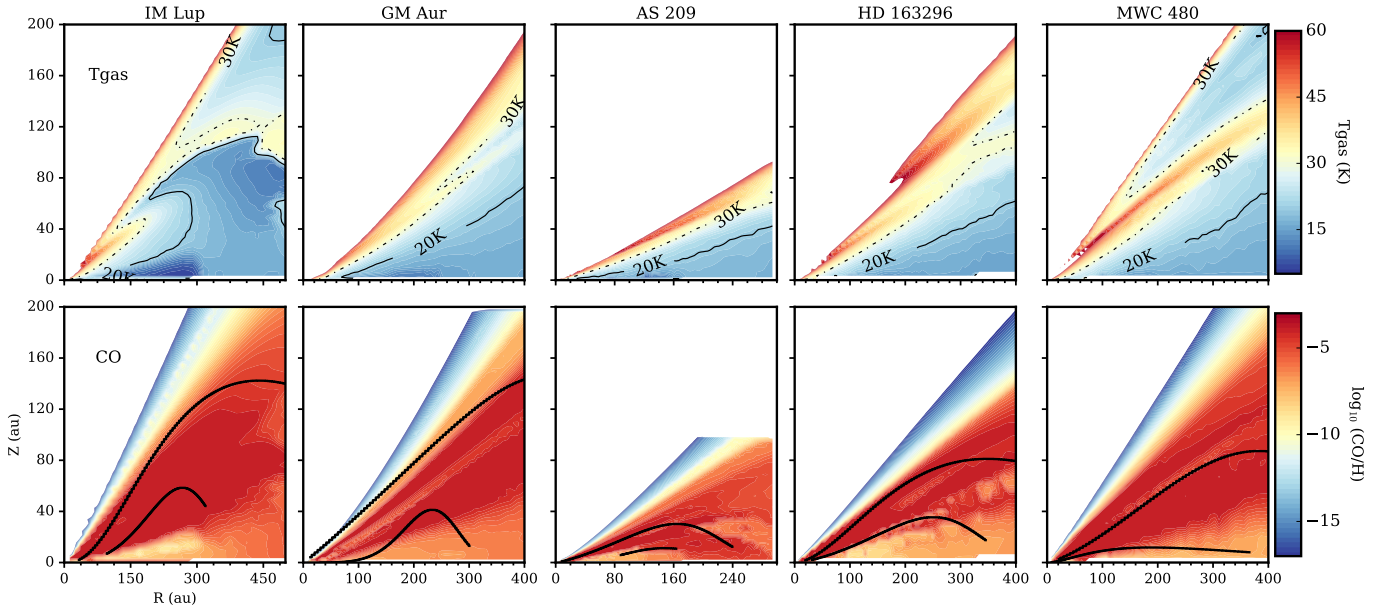 IM Lup GM Aur AS 209 HD 163296 MWC 480
200
160
120
80
40
0
Tgas
30K
20K
30K
20K
30K
20K
30K
20K
30K
30K
20K
60
45
30
15
Tgas (K)
200
160
120
80
40
0
Z (au)
CO
0 150 300 450
0 100 200 300 400
0 80 160 240
0 100 200 300 400
0 100 200 300 400
R (au)
−5
−10
−15
log₁₀ (CO/H)